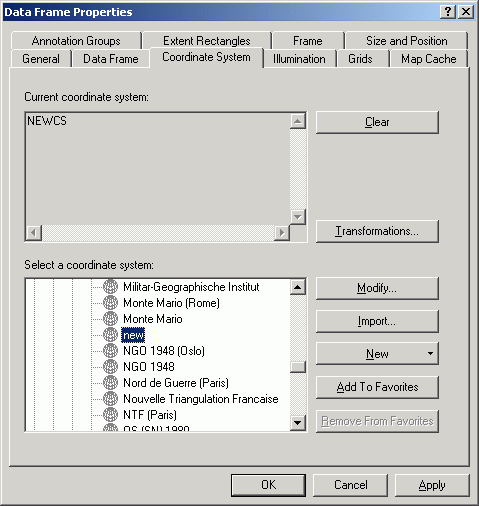 Data Frame Properties
Annotation Groups Extent Rectangles Frame Size and Position
General Data Frame Coordinate System Illumination Grids Map Cache
Current coordinate system:
NEWCS
Clear
Transformations...
Select a coordinate system:
Militar-Geographische Institut
Monte Mario (Rome)
Monte Mario
new
NGO 1948 (Oslo)
NGO 1948
Nord de Guerre (Paris)
Nouvelle Triangulation Francaise
NTF (Paris)
OS (SN) 1980
Modify...
Import...
New
Add To Favorites
Remove From Favorites
OK Cancel Apply